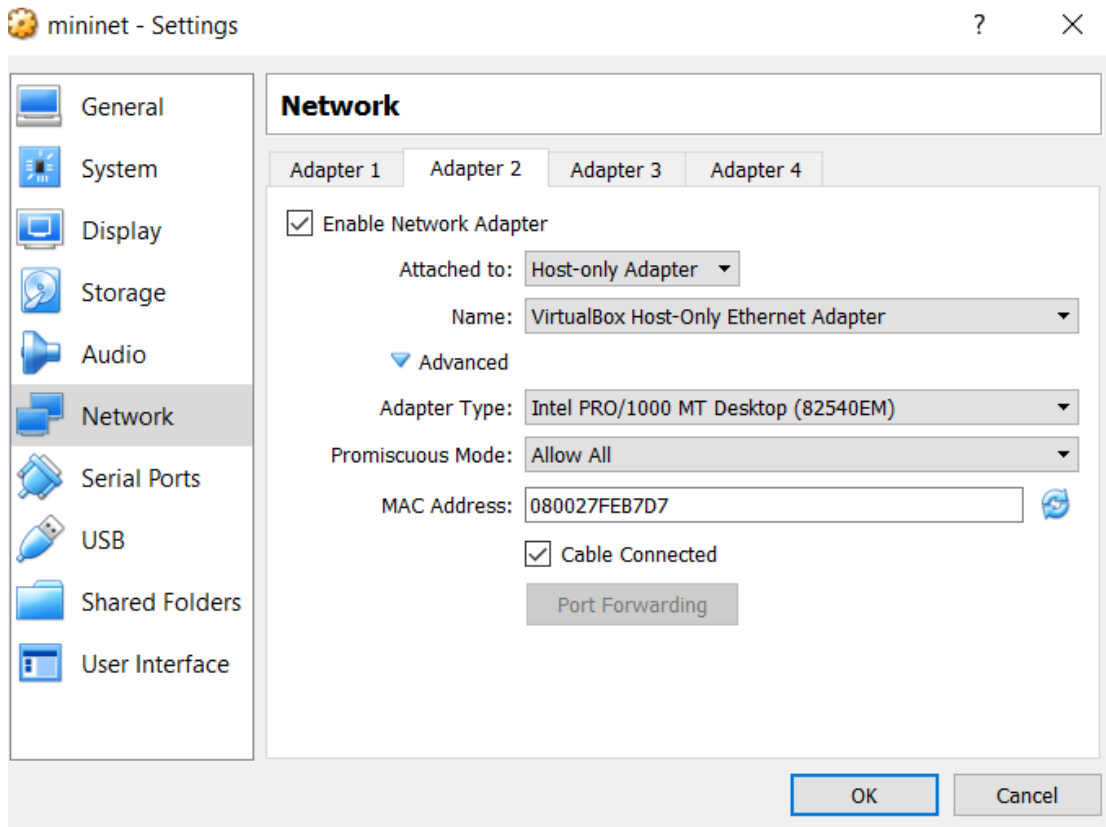 mininet - Settings ? ×
General
System
Display
Storage
Audio
Network
Serial Ports
USB
Shared Folders
User Interface
Network
Adapter 1 Adapter 2 Adapter 3 Adapter 4
Enable Network Adapter
Attached to: Host-only Adapter
Name: VirtualBox Host-Only Ethernet Adapter
Advanced
Adapter Type: Intel PRO/1000 MT Desktop (82540EM)
Promiscuous Mode: Allow All
MAC Address: 080027FEB7D7
Cable Connected
Port Forwarding
OK Cancel